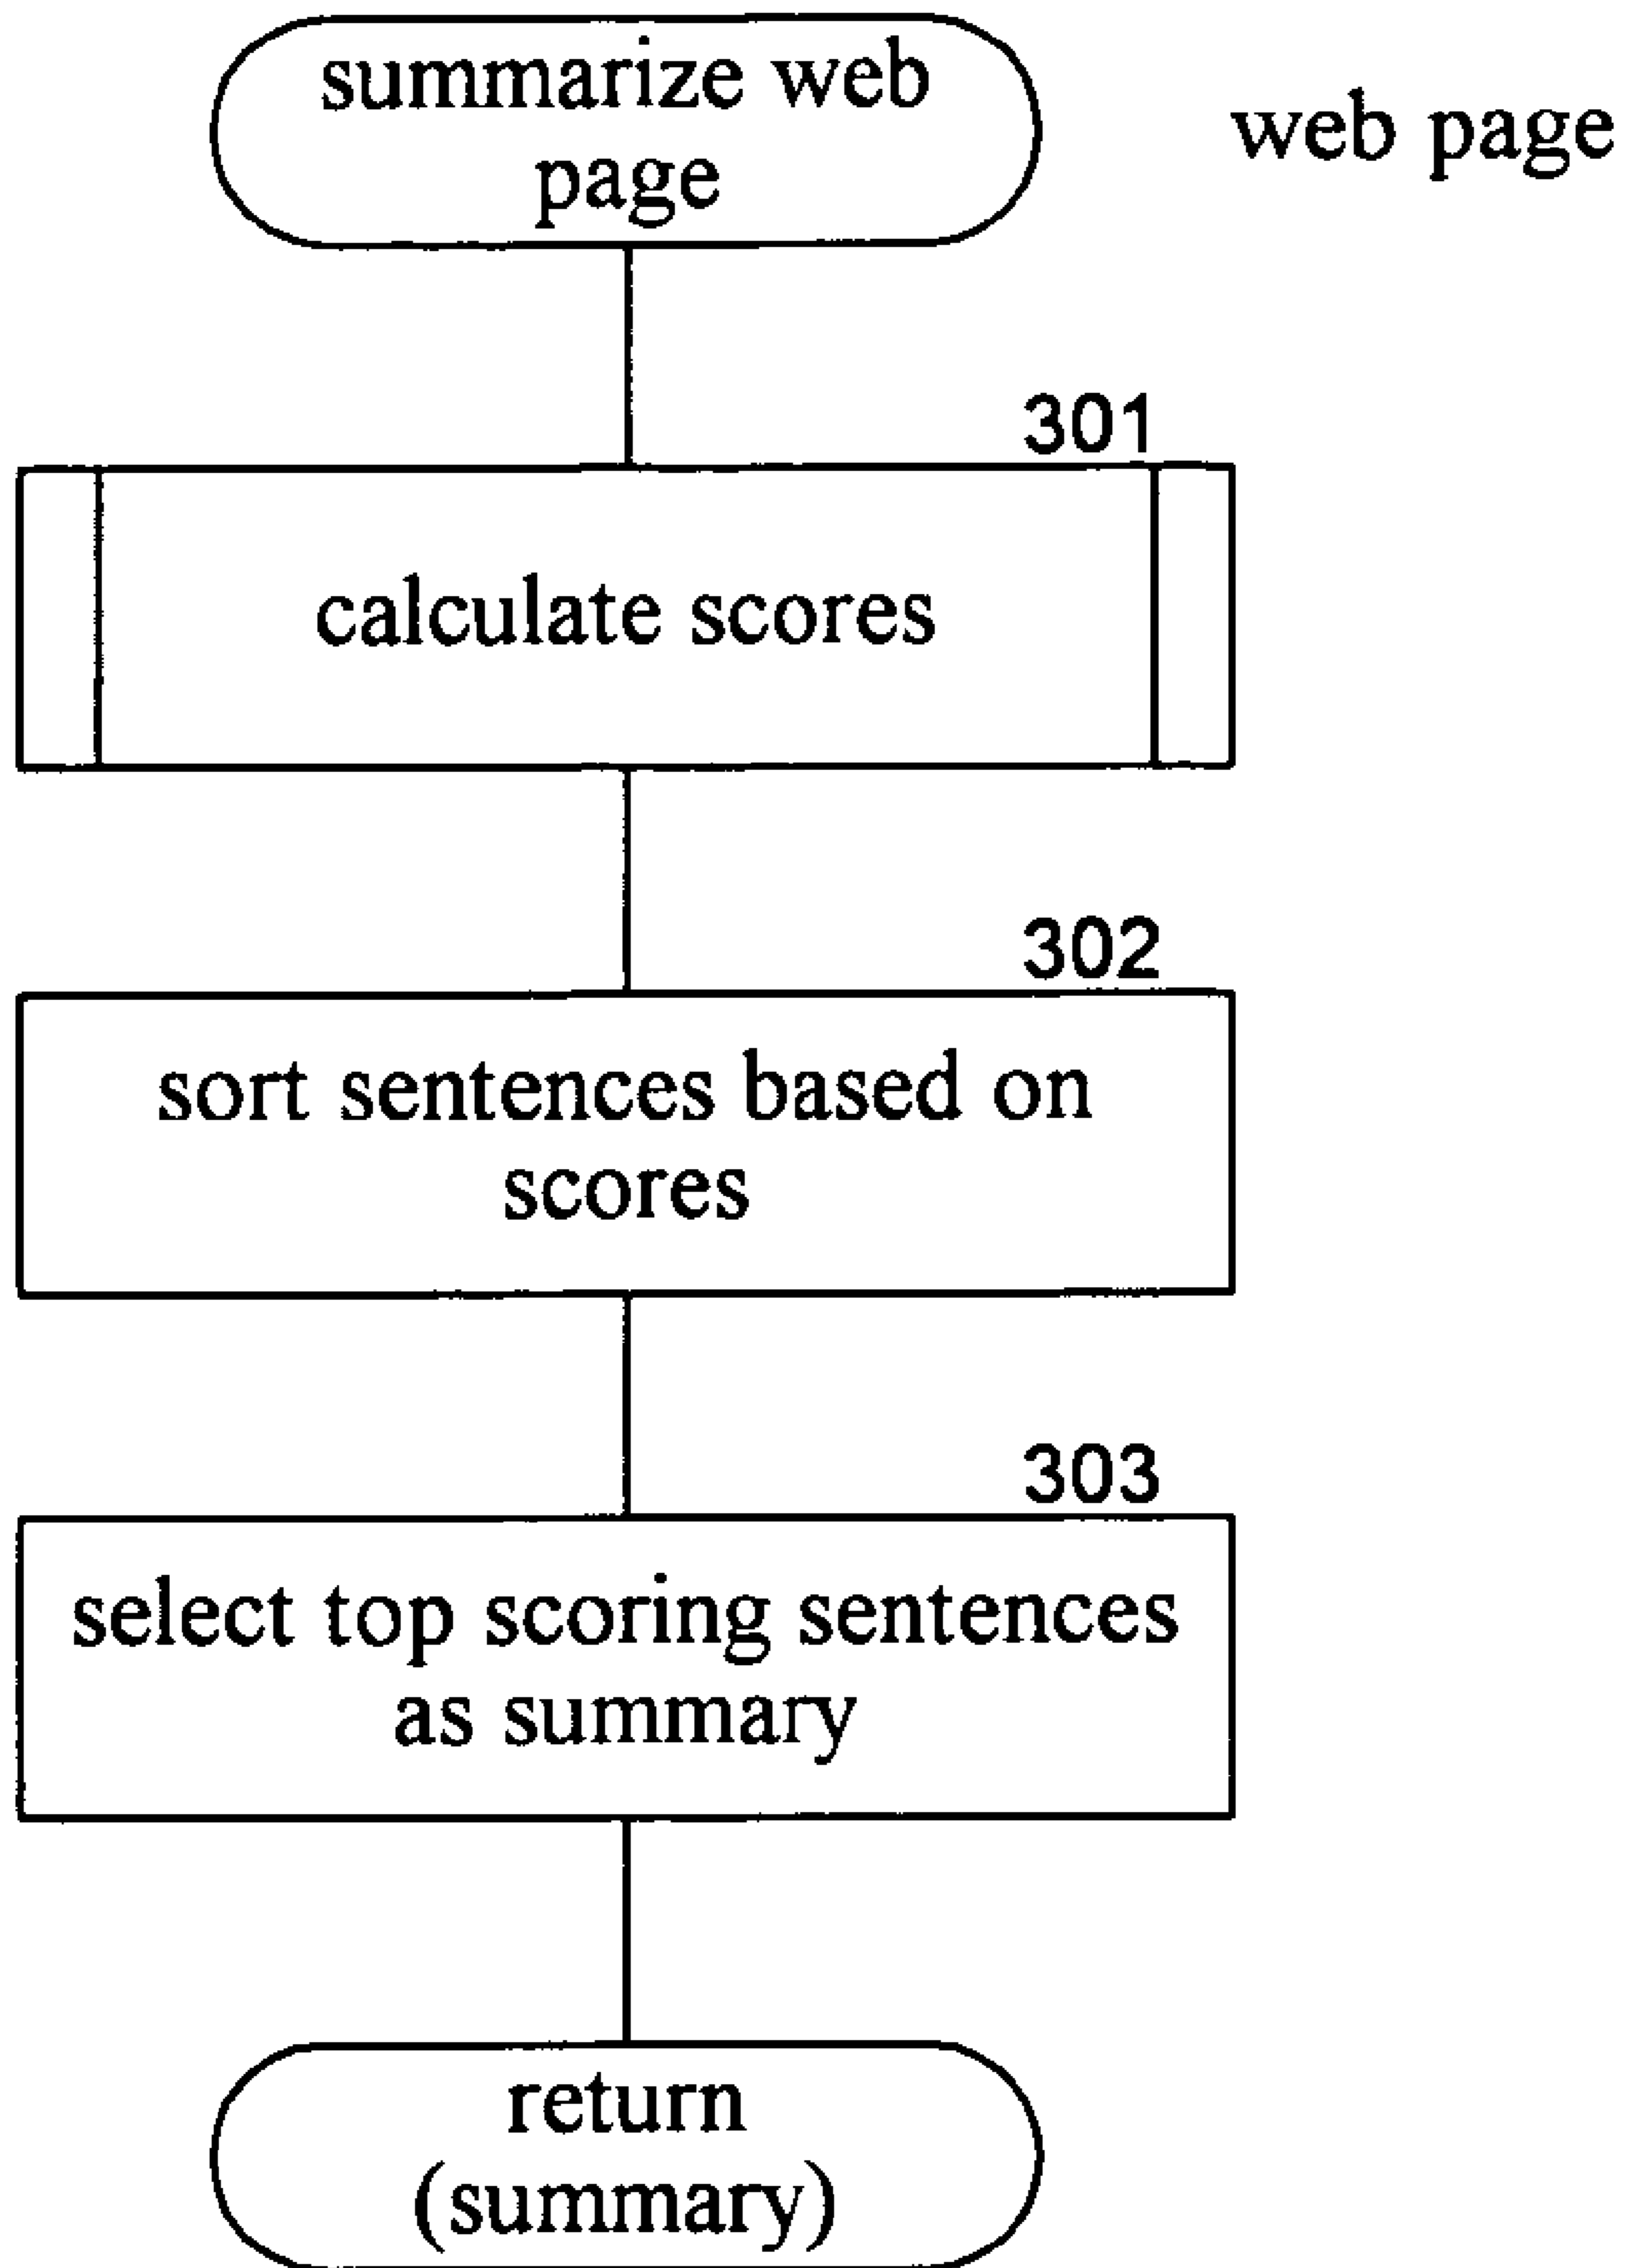 summarize web
page
web page
301
calculate scores
302
sort sentences based on
scores
303
select top scoring sentences
as summary
return
(summary)